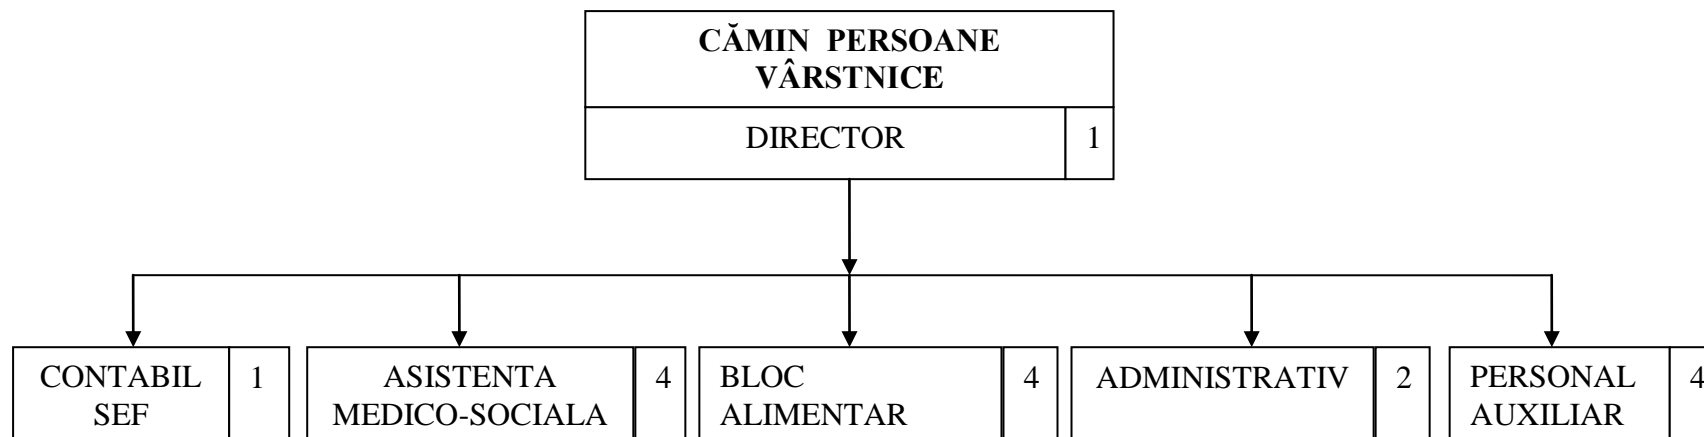 CĂMIN PERSOANE
VÂRSTNICE
DIRECTOR 1
CONTABIL
SEF
1
ASISTENTA
MEDICO-SOCIALA
4
BLOC
ALIMENTAR
4
ADMINISTRATIV 2
PERSONAL
AUXILIAR
4